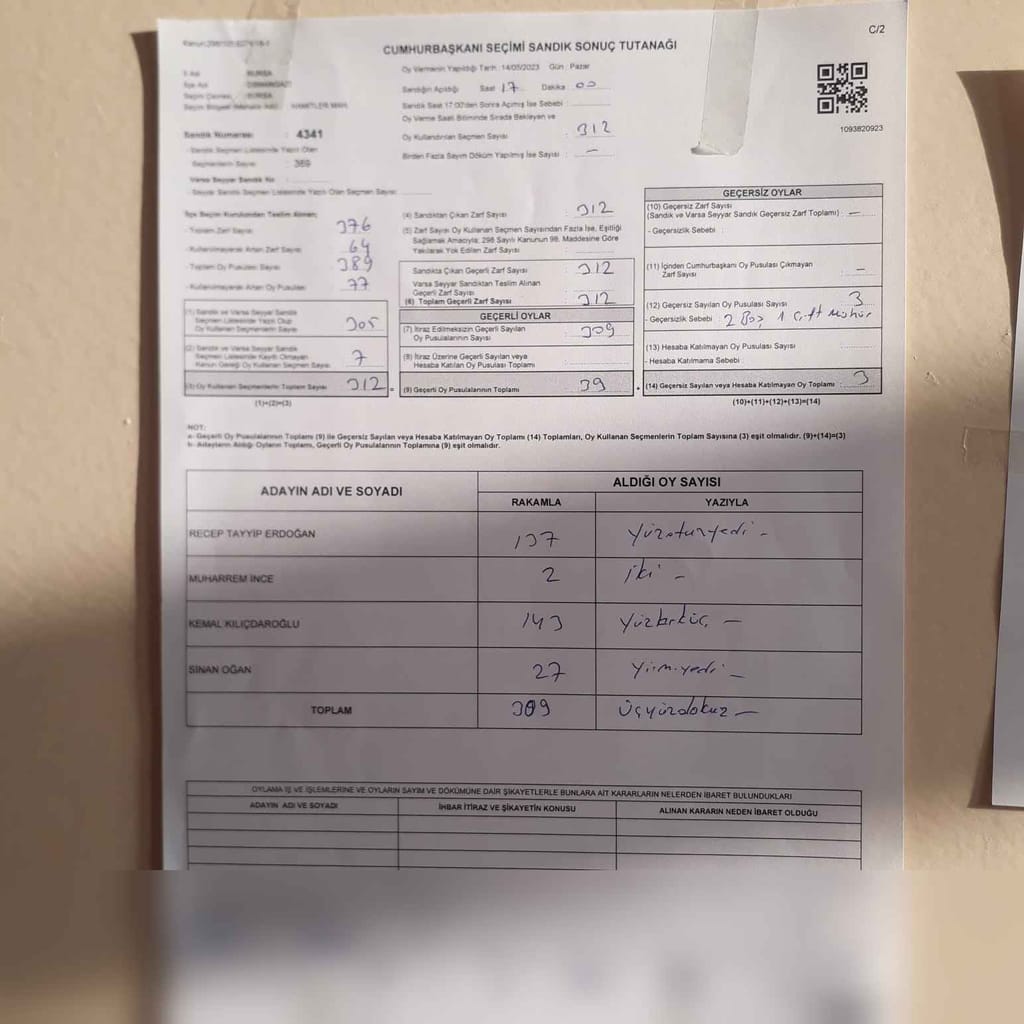 C/2
CUMHURBAŞKANI SEÇİMİ SANDIK SONUÇ TUTANAĞI
Oy Vermenin Yapıldığı Tarih : 14/05/2023 Gün : Pazar
İl Adı : BURSA
İlçe Adı : OSMANGAZİ
Seçim Çevresi : BURSA
Sandığın Açıldığı Saat 17 Dakika 00
Sandık Saat 17:00'den Sonra Açılmış İse Sebebi :
Oy Verme Saati Bitiminde Sırada Bekleyen ve
Oy Kullandırılan Seçmen Sayısı : 312
Birden Fazla Sayım Döküm Yapılmış İse Sayısı : —
1093820923
Sandık Numarası : 4341
- Sandık Seçmen Listesinde Yazılı Olan
Seçmenlerin Sayısı : 389
Varsa Seyyar Sandık No :
- Seyyar Sandık Seçmen Listesinde Yazılı Olan Seçmen Sayısı :
İlçe Seçim Kurulundan Teslim Alınan;
- Toplam Zarf Sayısı : 376
- Kullanılmayarak Artan Zarf Sayısı : 64
- Toplam Oy Pusulası Sayısı : 389
- Kullanılmayarak Artan Oy Pusulası : 77
(1) Sandık ve Varsa Seyyar Sandık
Seçmen Listesinde Yazılı Olup
Oy Kullanan Seçmenlerin Sayısı 305
(2) Sandık ve Varsa Seyyar Sandık
Seçmen Listesinde Kayıtlı Olmayan
Kanun Gereği Oy Kullanan Seçmen Sayısı 7
(3) Oy Kullanan Seçmenlerin Toplam Sayısı 312 =
(1)+(2)=(3)
(4) Sandıktan Çıkan Zarf Sayısı : 312
(5) Zarf Sayısı Oy Kullanan Seçmen Sayısından Fazla İse, Eşitliği
Sağlamak Amacıyla; 298 Sayılı Kanunun 98. Maddesine Göre
Yakılarak Yok Edilen Zarf Sayısı :
Sandıkta Çıkan Geçerli Zarf Sayısı : 312
Varsa Seyyar Sandıktan Teslim Alınan
Geçerli Zarf Sayısı :
(6) Toplam Geçerli Zarf Sayısı : 312
GEÇERLİ OYLAR
(7) İtiraz Edilmeksizin Geçerli Sayılan
Oy Pusulalarının Sayısı : 309
(8) İtiraz Üzerine Geçerli Sayılan veya
Hesaba Katılan Oy Pusulası Toplamı :
(9) Geçerli Oy Pusulalarının Toplamı 39 +
GEÇERSİZ OYLAR
(10) Geçersiz Zarf Sayısı
(Sandık ve Varsa Seyyar Sandık Geçersiz Zarf Toplamı) : —
- Geçersizlik Sebebi :
(11) İçinden Cumhurbaşkanı Oy Pusulası Çıkmayan
Zarf Sayısı : —
(12) Geçersiz Sayılan Oy Pusulası Sayısı : 3
- Geçersizlik Sebebi : 2 Boş, 1 Çift Mühür
(13) Hesaba Katılmayan Oy Pusulası Sayısı :
- Hesaba Katılmama Sebebi :
(14) Geçersiz Sayılan veya Hesaba Katılmayan Oy Toplamı : 3
(10)+(11)+(12)+(13)=(14)
NOT:
a- Geçerli Oy Pusulalarının Toplamı (9) ile Geçersiz Sayılan veya Hesaba Katılmayan Oy Toplamı (14) Toplamları, Oy Kullanan Seçmenlerin Toplam Sayısına (3) eşit olmalıdır. (9)+(14)=(3)
b- Adayların Aldığı Oyların Toplamı, Geçerli Oy Pusulalarının Toplamına (9) eşit olmalıdır.
ADAYIN ADI VE SOYADI ALDIĞI OY SAYISI
RAKAMLA YAZIYLA
RECEP TAYYİP ERDOĞAN 137 Yüzotuzyedi -
MUHARREM İNCE 2 iki -
KEMAL KILIÇDAROĞLU 143 Yüzkırküç —
SİNAN OĞAN 27 Yirmiyedi —
TOPLAM 309 Üçyüzdokuz —
OYLAMA İŞ VE İŞLEMLERİNE VE OYLARIN SAYIM VE DÖKÜMÜNE DAİR ŞİKAYETLERLE BUNLARA AİT KARARLARIN NELERDEN İBARET BULUNDUKLARI
ADAYIN ADI VE SOYADI İHBAR İTİRAZ VE ŞİKAYETİN KONUSU ALINAN KARARIN NEDEN İBARET OLDUĞU